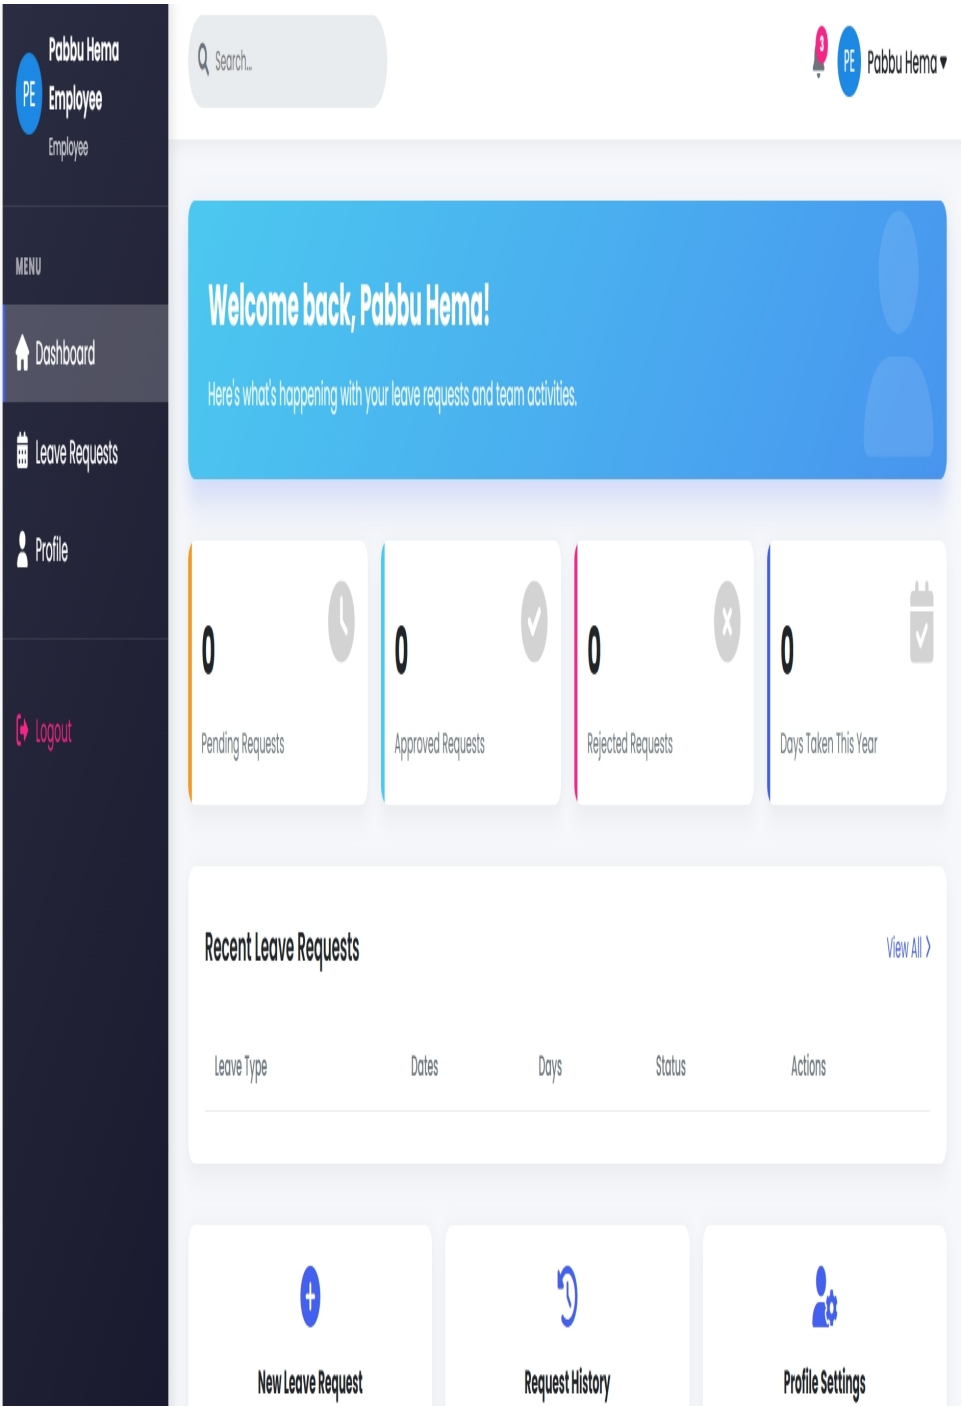 Pabbu Hema
Employee
Employee
PE
MENU
Dashboard
Leave Requests
Profile
Logout
Search...
3
PE
Pabbu Hema
Welcome back, Pabbu Hema!
Here's what's happening with your leave requests and team activities.
0
Pending Requests
0
Approved Requests
0
Rejected Requests
0
Days Taken This Year
Recent Leave Requests
View All
Leave Type Dates Days Status Actions
New Leave Request
Request History
Profile Settings